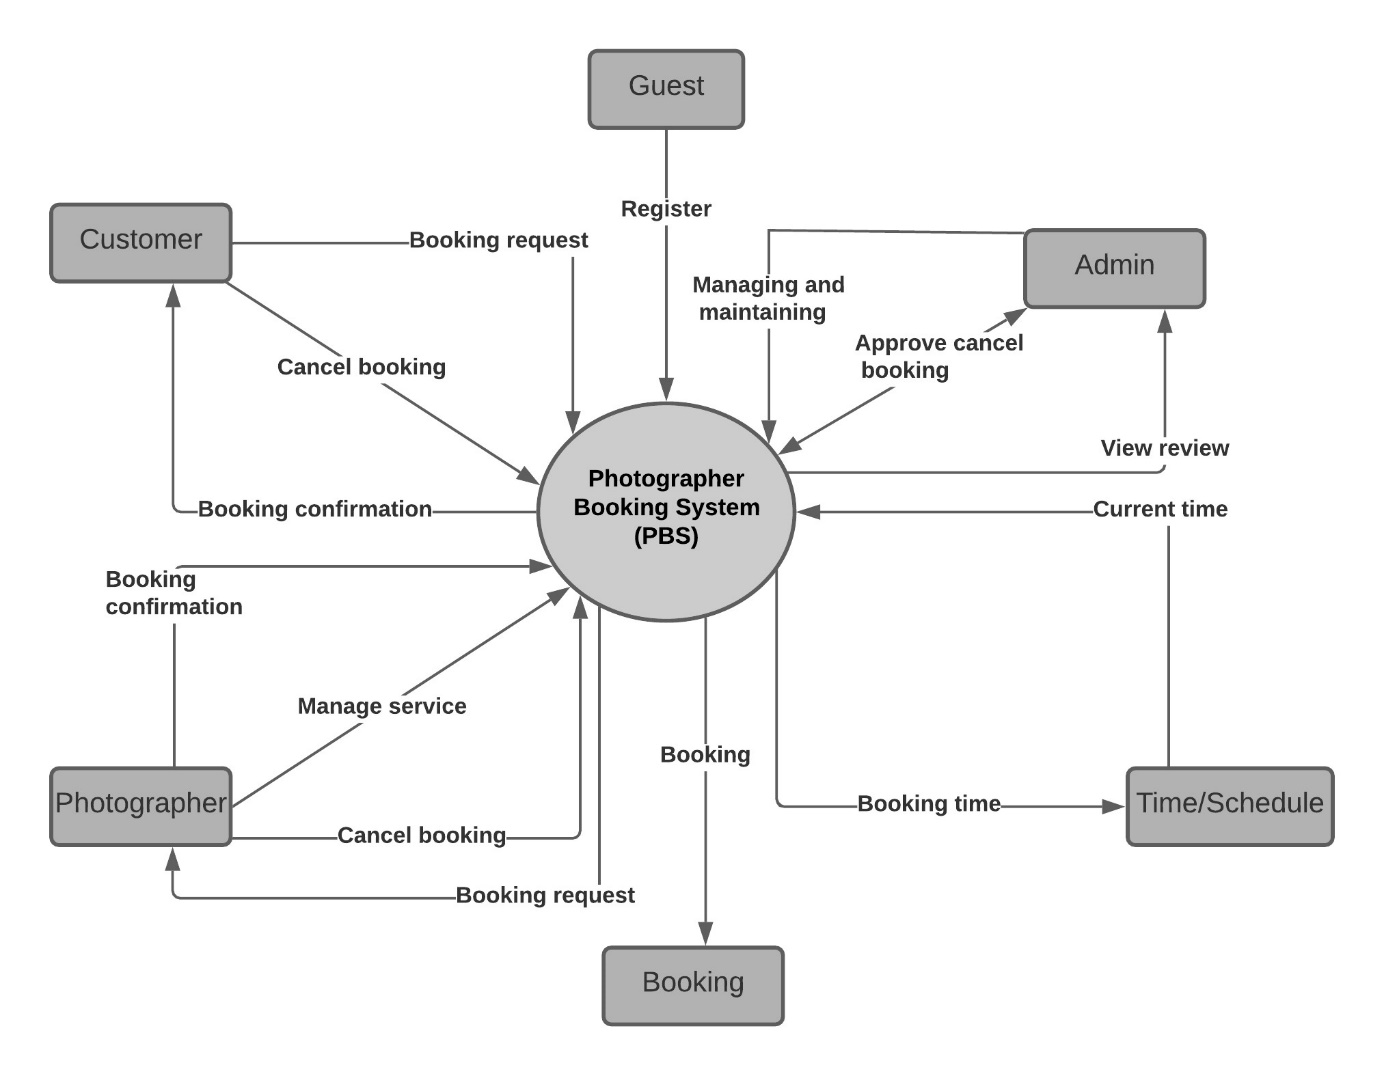 Guest
Register
Customer
Booking request
Admin
Managing and
maintaining
Approve cancel
booking
Cancel booking
View review
Photographer
Booking System
(PBS)
Booking confirmation
Current time
Booking
confirmation
Manage service
Booking
Photographer
Booking time
Time/Schedule
Cancel booking
Booking request
Booking